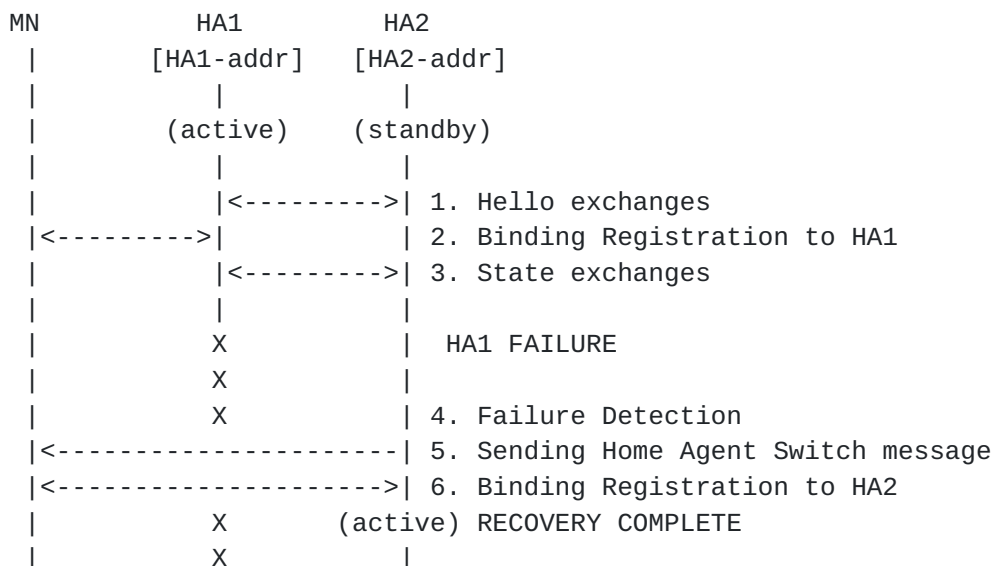 MN          HA1         HA2
 |       [HA1-addr]   [HA2-addr]
 |           |           |
 |        (active)    (standby)
 |           |           |
 |           |<--------->| 1. Hello exchanges
 |<--------->|           | 2. Binding Registration to HA1
 |           |<--------->| 3. State exchanges
 |           |           |
 |           X           |  HA1 FAILURE
 |           X           |
 |           X           | 4. Failure Detection
 |<----------------------| 5. Sending Home Agent Switch message
 |<--------------------->| 6. Binding Registration to HA2
 |           X       (active) RECOVERY COMPLETE
 |           X           |